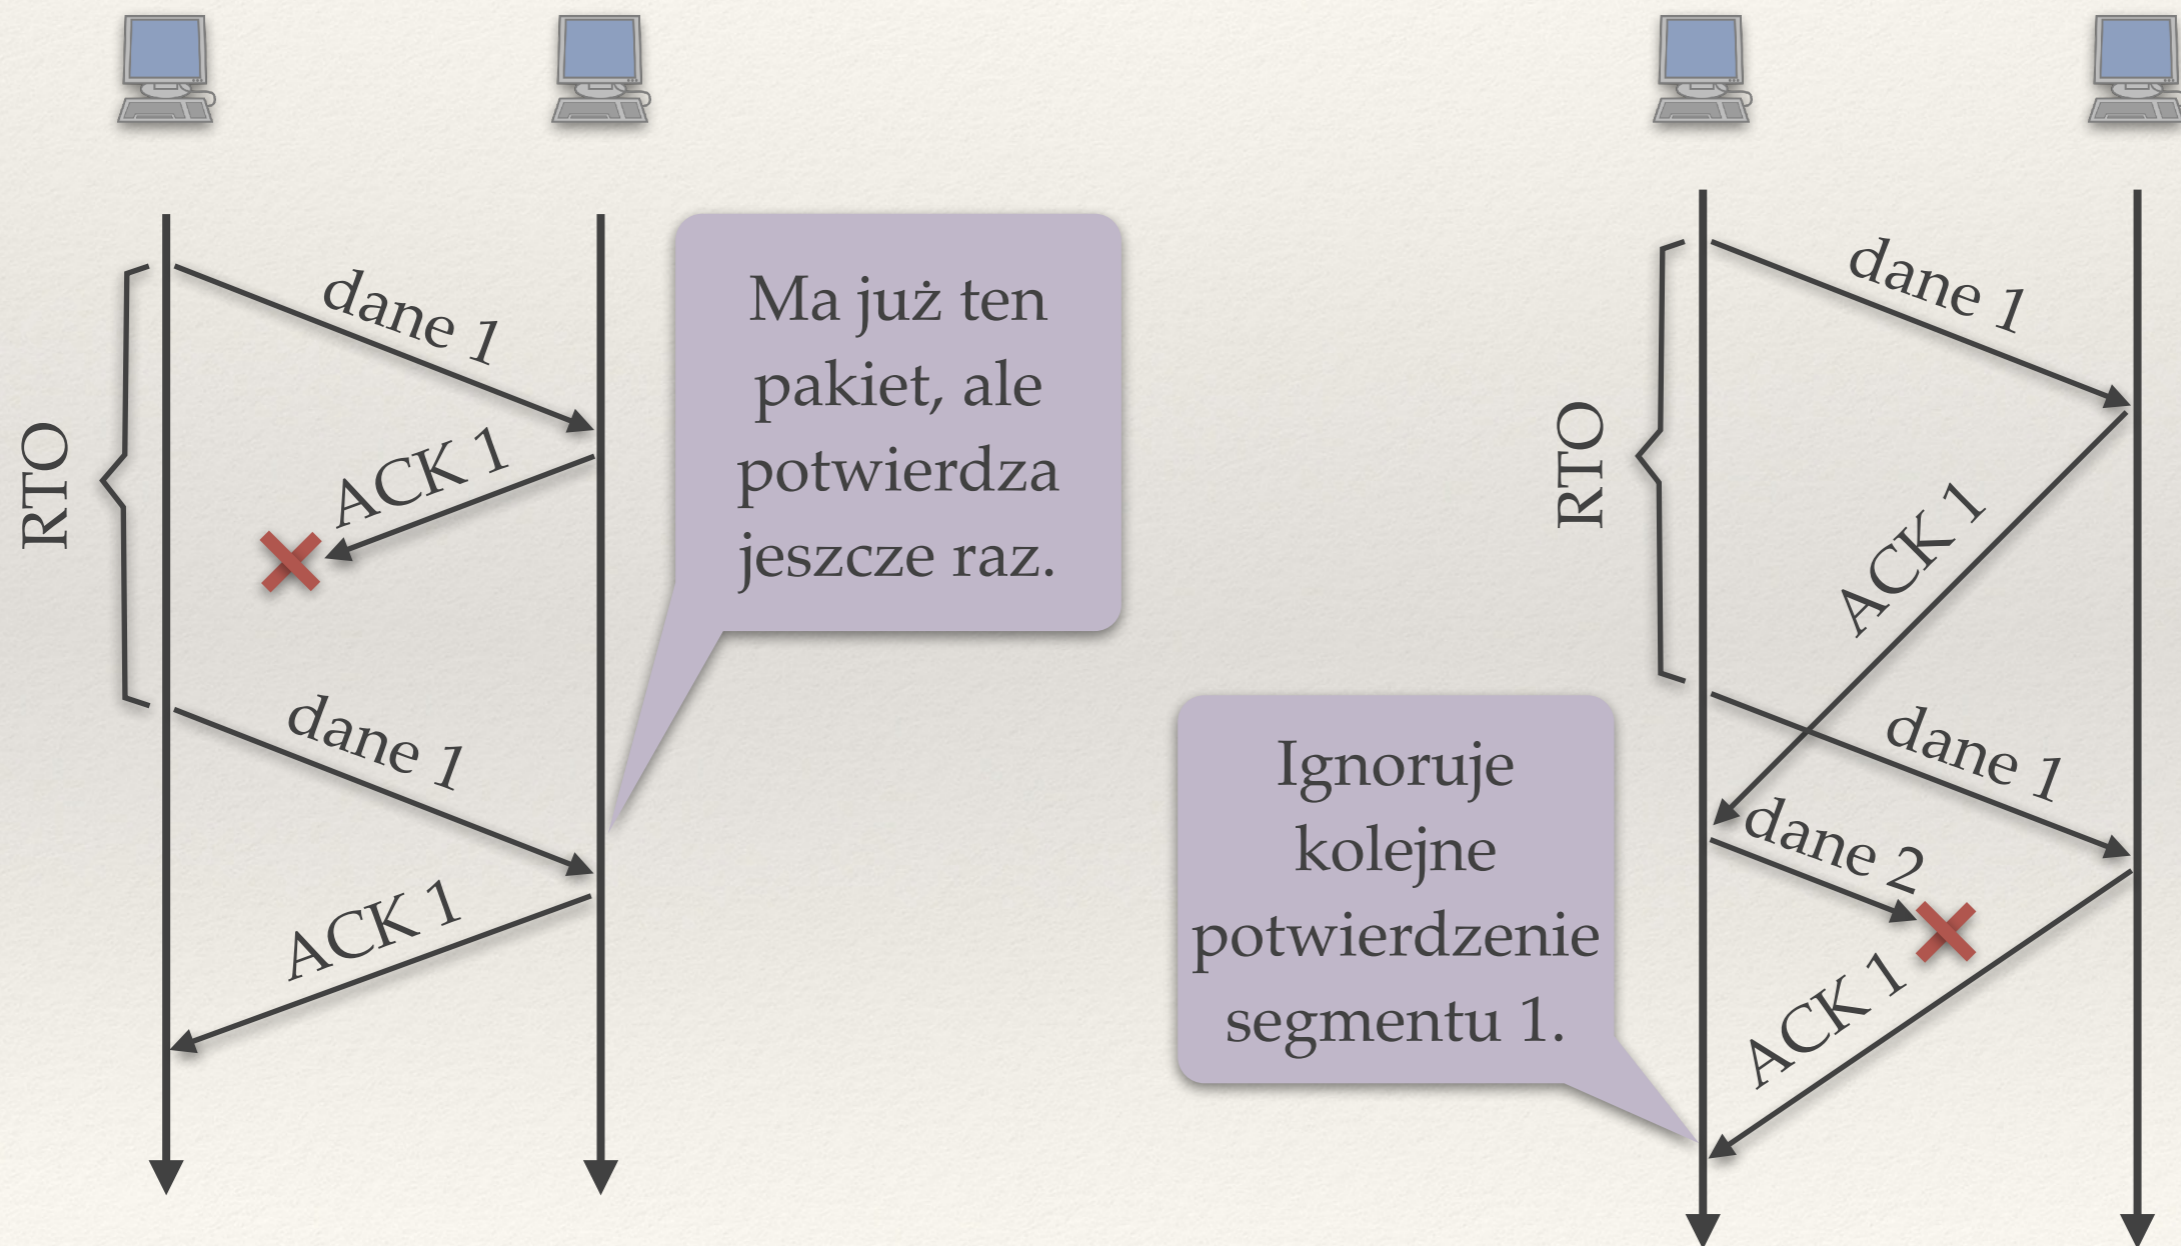 dane 1
ACK 1
RTO
dane 1
ACK 1
Ma już ten
pakiet, ale
potwierdza
jeszcze raz.
dane 1
RTO
ACK 1
dane 1
dane 2
ACK 1
Ignoruje
kolejne
potwierdzenie
segmentu 1.